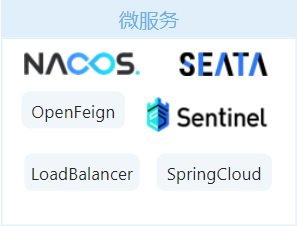 微服务
NACOS.
SEATA
OpenFeign
Sentinel
LoadBalancer
SpringCloud